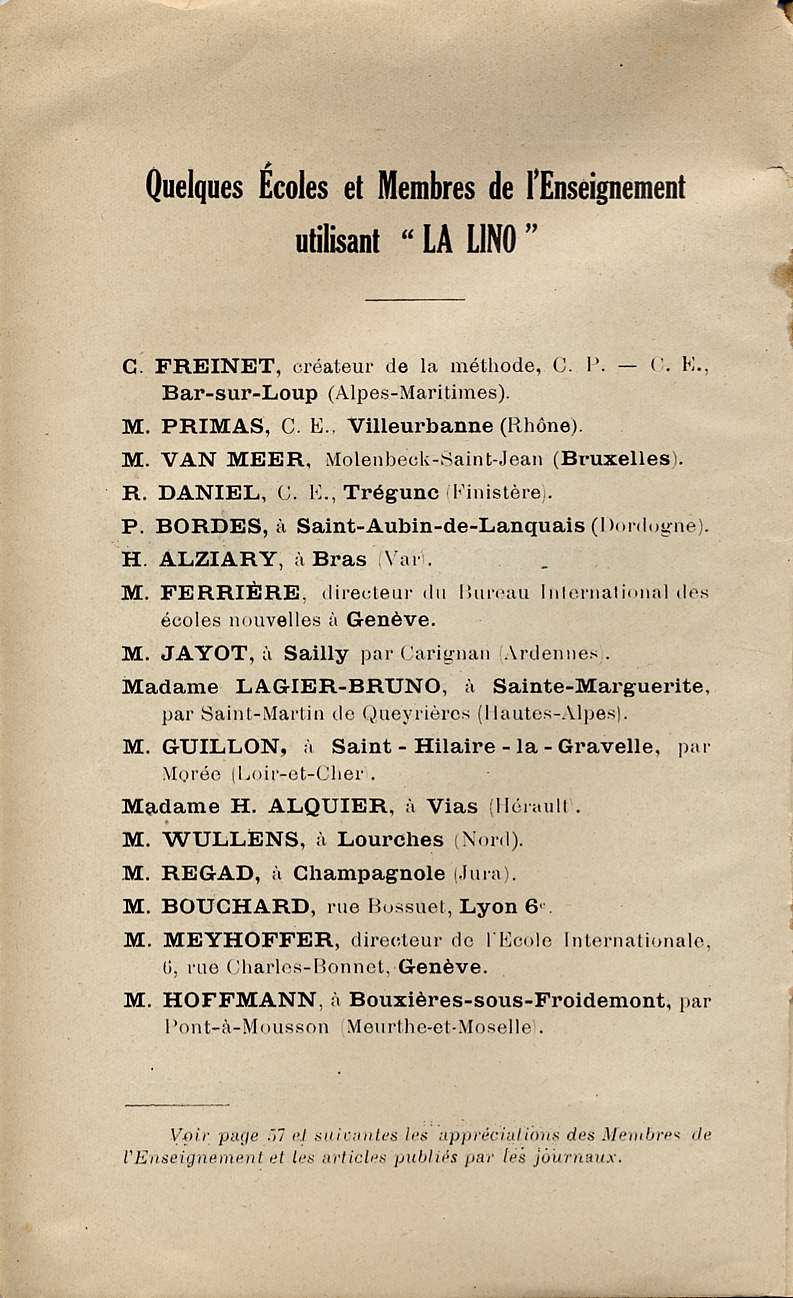 Quelques Écoles et Membres de l'Enseignement
utilisant " LA LINO "
C. FREINET, créateur de la méthode, C. P. — C. E.,
Bar-sur-Loup (Alpes-Maritimes).
M. PRIMAS, C. E., Villeurbanne (Rhône).
M. VAN MEER, Molenbeck-Saint-Jean (Bruxelles).
R. DANIEL, C. E., Trégunc (Finistère).
P. BORDES, à Saint-Aubin-de-Lanquais (Dordogne).
H. ALZIARY, à Bras (Var).
M. FERRIÈRE, directeur du Bureau International des
écoles nouvelles à Genève.
M. JAYOT, à Sailly par Carignan (Ardennes).
Madame LAGIER-BRUNO, à Sainte-Marguerite,
par Saint-Martin de Queyrières (Hautes-Alpes).
M. GUILLON, à Saint - Hilaire - la - Gravelle, par
Morée (Loir-et-Cher).
Madame H. ALQUIER, à Vias (Hérault).
M. WULLENS, à Lourches (Nord).
M. REGAD, à Champagnole (Jura).
M. BOUCHARD, rue Bossuet, Lyon 6e.
M. MEYHOFFER, directeur de l'Ecole Internationale,
6, rue Charles-Bonnet, Genève.
M. HOFFMANN, à Bouxières-sous-Froidemont, par
Pont-à-Mousson (Meurthe-et-Moselle).
Voir page 57 et suivantes les appréciations des Membres de
l'Enseignement et les articles publiés par les journaux.